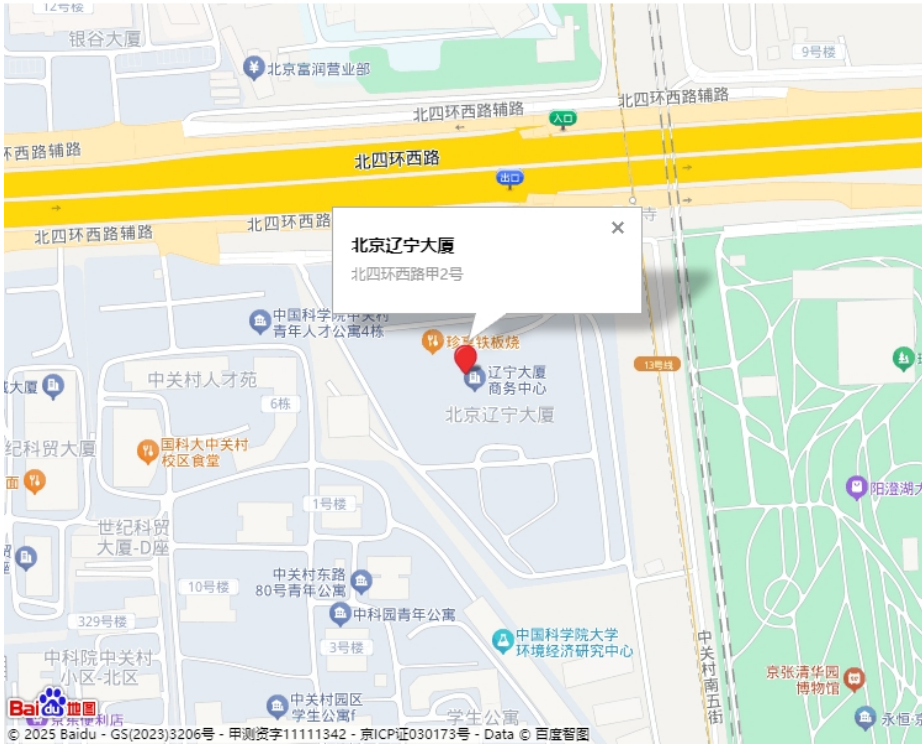 12号楼
银谷大厦
北京富润营业部
9号楼
北四环西路辅路
北四环西路辅路
入口
环西路辅路
北四环西路
出口
北四环西路辅路
北四环西路
寺
北京辽宁大厦
北四环西路甲2号
中国科学院中关村
青年人才公寓4栋
铁板烧
13号线
辽宁大厦
商务中心
大厦
中关村人才苑
6栋
北京辽宁大厦
纪科贸大厦
国科大中关村
校区食堂
面
阳澄湖大
1号楼
世纪科贸
大厦-D座
中关村东路
80号青年公寓
10号楼
中科园青年公寓
329号楼
3号楼
中国科学院大学
环境经济研究中心
中关村南五街
中科院中关村
小区-北区
京张清华园
博物馆
中关村园区
学生公寓f
学生公寓
永恒·
Bai du 地图
京东便利店
© 2025 Baidu - GS(2023)3206号 - 甲测资字11111342 - 京ICP证030173号 - Data © 百度智图